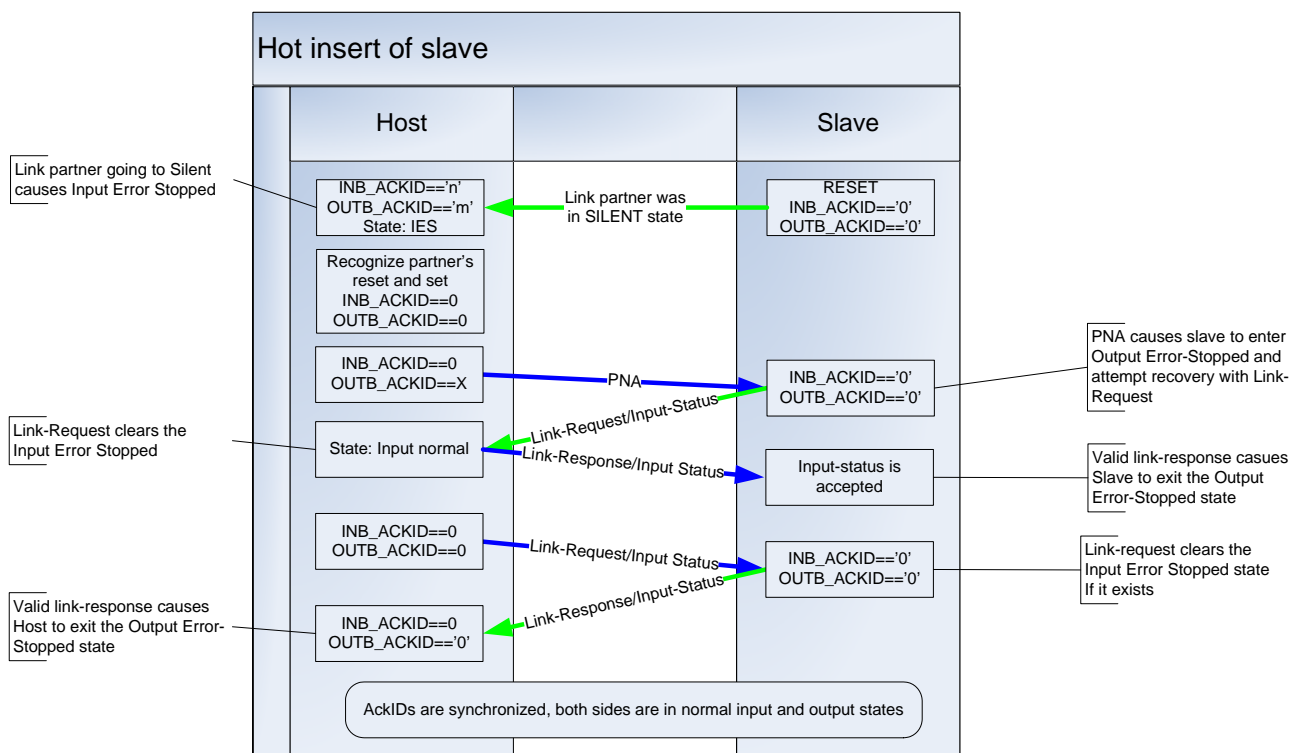 Hot insert of slave
Host
Slave
Link partner going to Silent
causes Input Error Stopped
INB_ACKID=='n'
OUTB_ACKID=='m'
State: IES
Link partner was
in SILENT state
RESET
INB_ACKID=='0'
OUTB_ACKID=='0'
Recognize partner's
reset and set
INB_ACKID==0
OUTB_ACKID==0
INB_ACKID==0
OUTB_ACKID==X
PNA
INB_ACKID=='0'
OUTB_ACKID=='0'
PNA causes slave to enter
Output Error-Stopped and
attempt recovery with Link-
Request
Link-Request/Input-Status
Link-Request clears the
Input Error Stopped
State: Input normal
Link-Response/Input Status
Input-status is
accepted
Valid link-response casues
Slave to exit the Output
Error-Stopped state
INB_ACKID==0
OUTB_ACKID==0
Link-Request/Input Status
INB_ACKID=='0'
OUTB_ACKID=='0'
Link-request clears the
Input Error Stopped state
If it exists
Link-Response/Input-Status
Valid link-response causes
Host to exit the Output Error-
Stopped state
INB_ACKID==0
OUTB_ACKID=='0'
AckIDs are synchronized, both sides are in normal input and output states